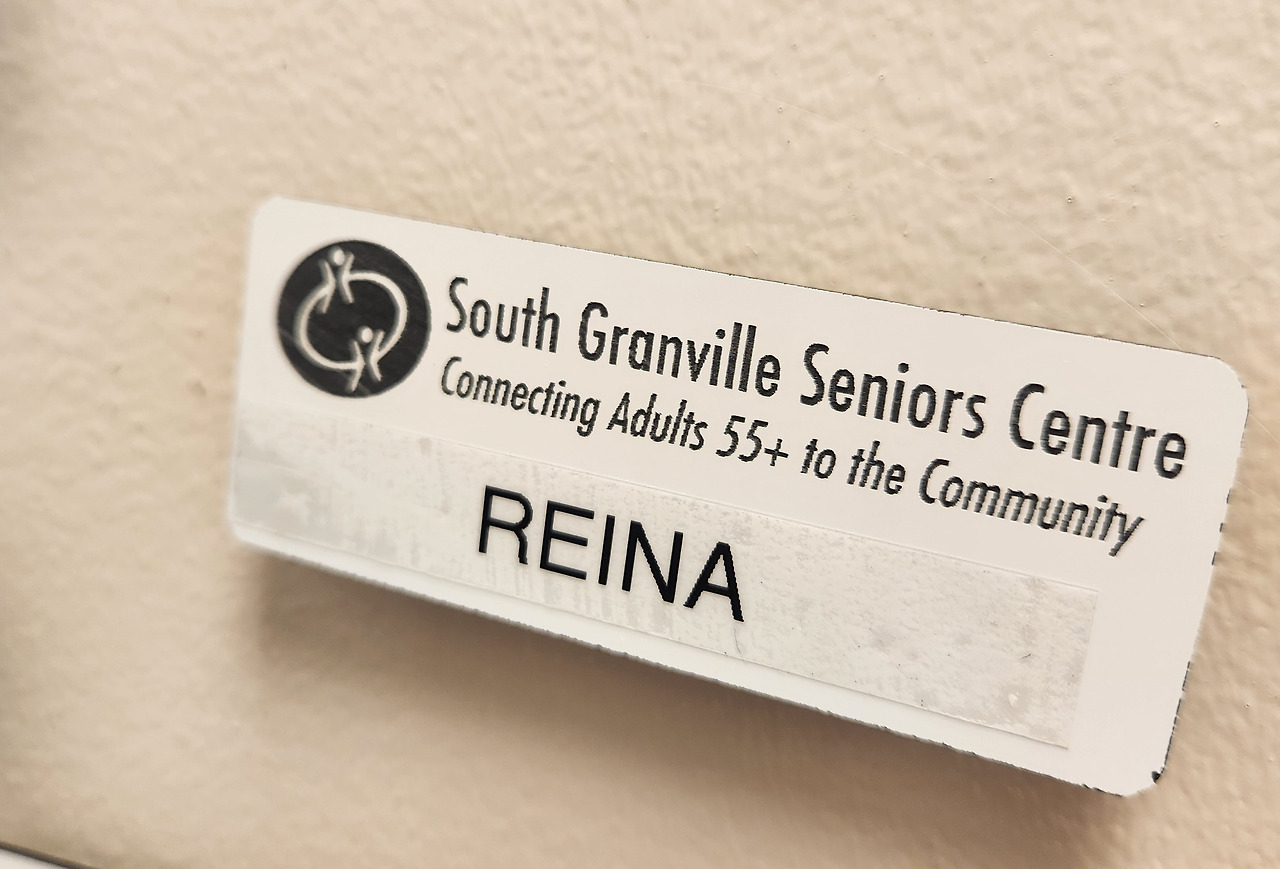 South Granville Seniors Centre
Connecting Adults 55+ to the Community
REINA